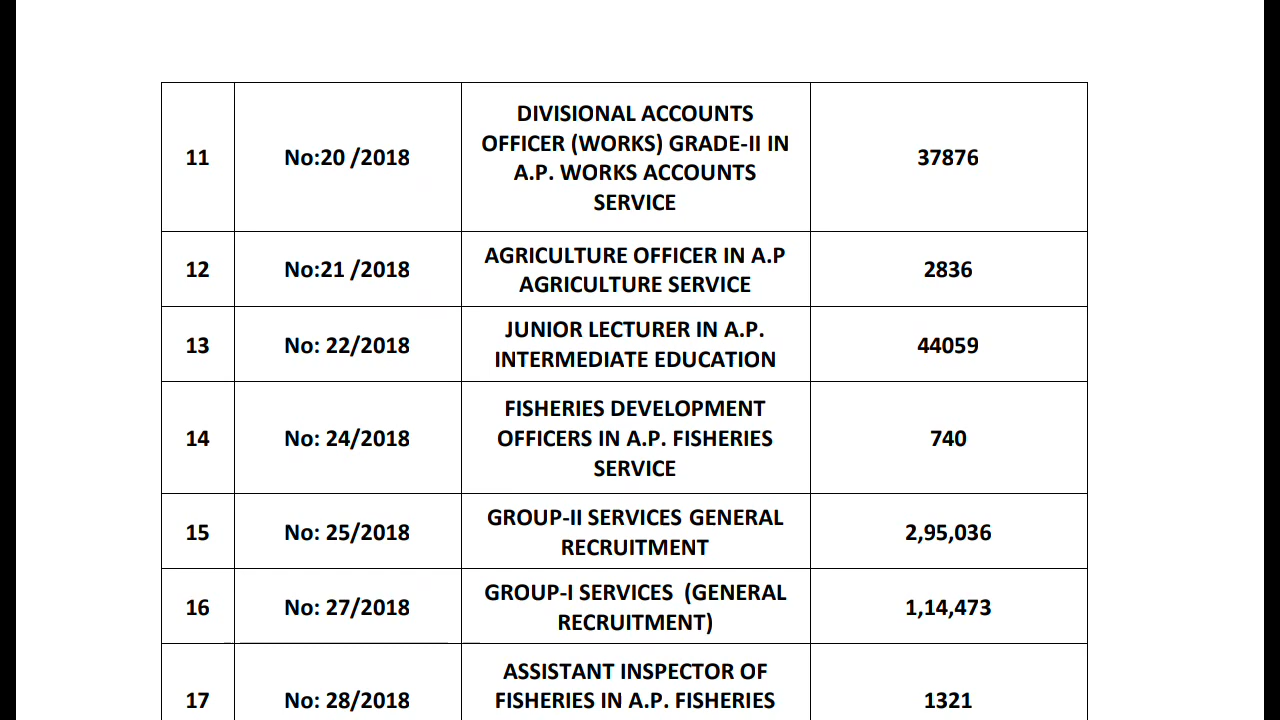 11
No:20 /2018
DIVISIONAL ACCOUNTS
OFFICER (WORKS) GRADE-II IN
A.P. WORKS ACCOUNTS
SERVICE
37876
12
No:21 /2018
AGRICULTURE OFFICER IN A.P
AGRICULTURE SERVICE
2836
13
No: 22/2018
JUNIOR LECTURER IN A.P.
INTERMEDIATE EDUCATION
44059
14
No: 24/2018
FISHERIES DEVELOPMENT
OFFICERS IN A.P. FISHERIES
SERVICE
740
15
No: 25/2018
GROUP-II SERVICES GENERAL
RECRUITMENT
2,95,036
16
No: 27/2018
GROUP-I SERVICES  (GENERAL
RECRUITMENT)
1,14,473
17
No: 28/2018
ASSISTANT INSPECTOR OF
FISHERIES IN A.P. FISHERIES
1321